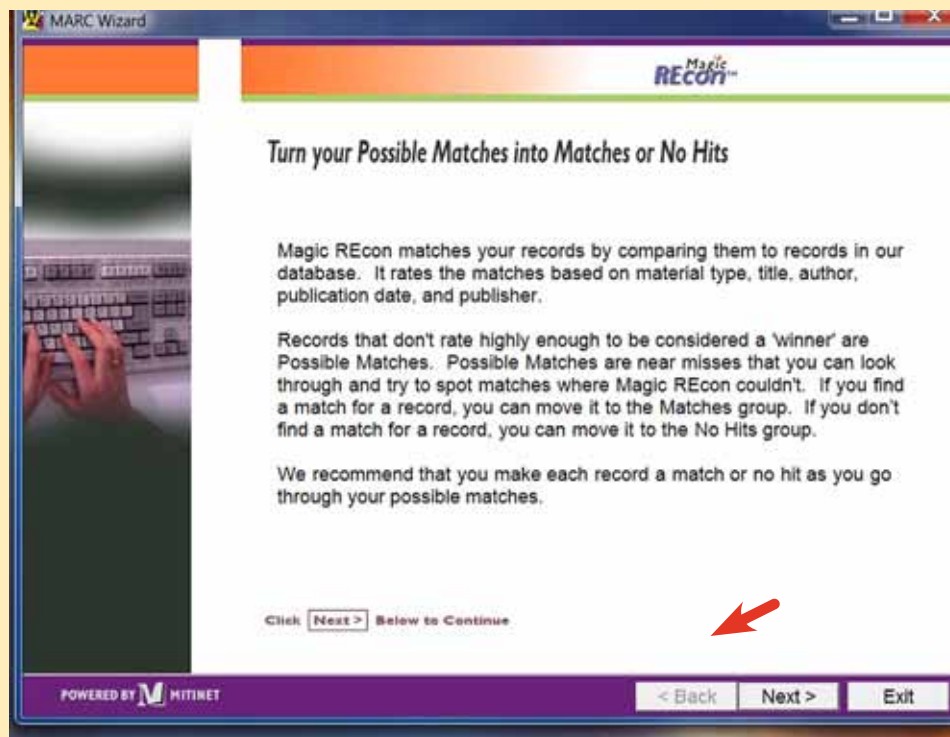 MARC Wizard
Magic
REcon™
Turn your Possible Matches into Matches or No Hits
Magic REcon matches your records by comparing them to records in our
database. It rates the matches based on material type, title, author,
publication date, and publisher.
Records that don't rate highly enough to be considered a 'winner' are
Possible Matches. Possible Matches are near misses that you can look
through and try to spot matches where Magic REcon couldn't. If you find
a match for a record, you can move it to the Matches group. If you don't
find a match for a record, you can move it to the No Hits group.
We recommend that you make each record a match or no hit as you go
through your possible matches.
Click Next > Below to Continue
POWERED BY M MITINET
< Back Next > Exit